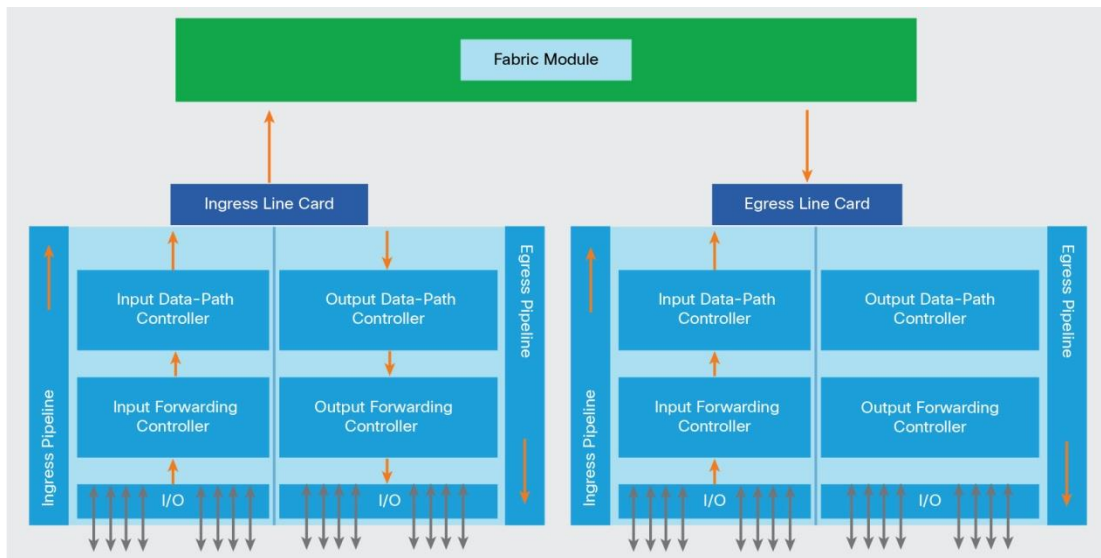 Fabric Module
Ingress Line Card
Egress Line Card
Ingress Pipeline
Input Data-Path
Controller
Output Data-Path
Controller
Egress Pipeline
Input Forwarding
Controller
Output Forwarding
Controller
I/O
I/O
Ingress Pipeline
Input Data-Path
Controller
Output Data-Path
Controller
Egress Pipeline
Input Forwarding
Controller
Output Forwarding
Controller
I/O
I/O